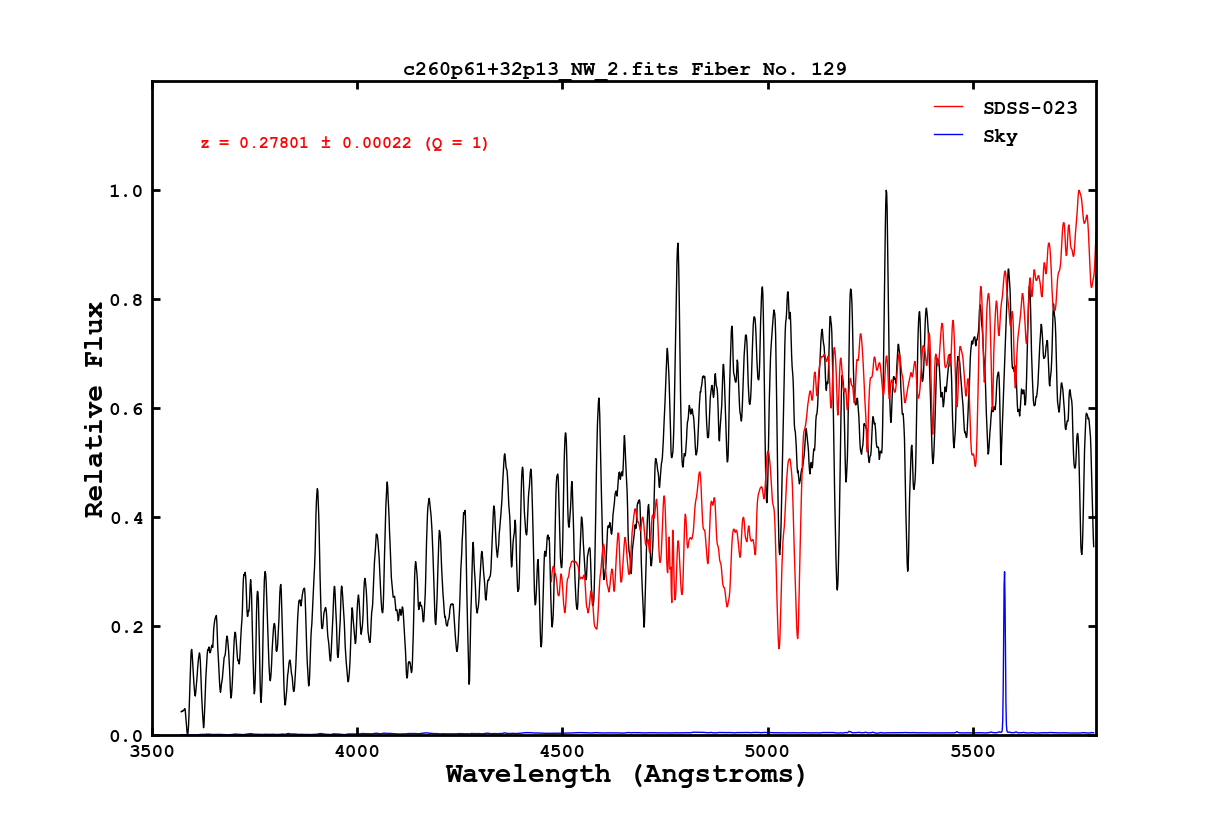 c260p61+32p13_NW_2.fits Fiber No. 129
SDSS-023
Sky
z = 0.27801 ± 0.00022 (Q = 1)
1.0
0.8
0.6
0.4
0.2
0.0
Relative Flux
3500 4000 4500 5000 5500
Wavelength (Angstroms)